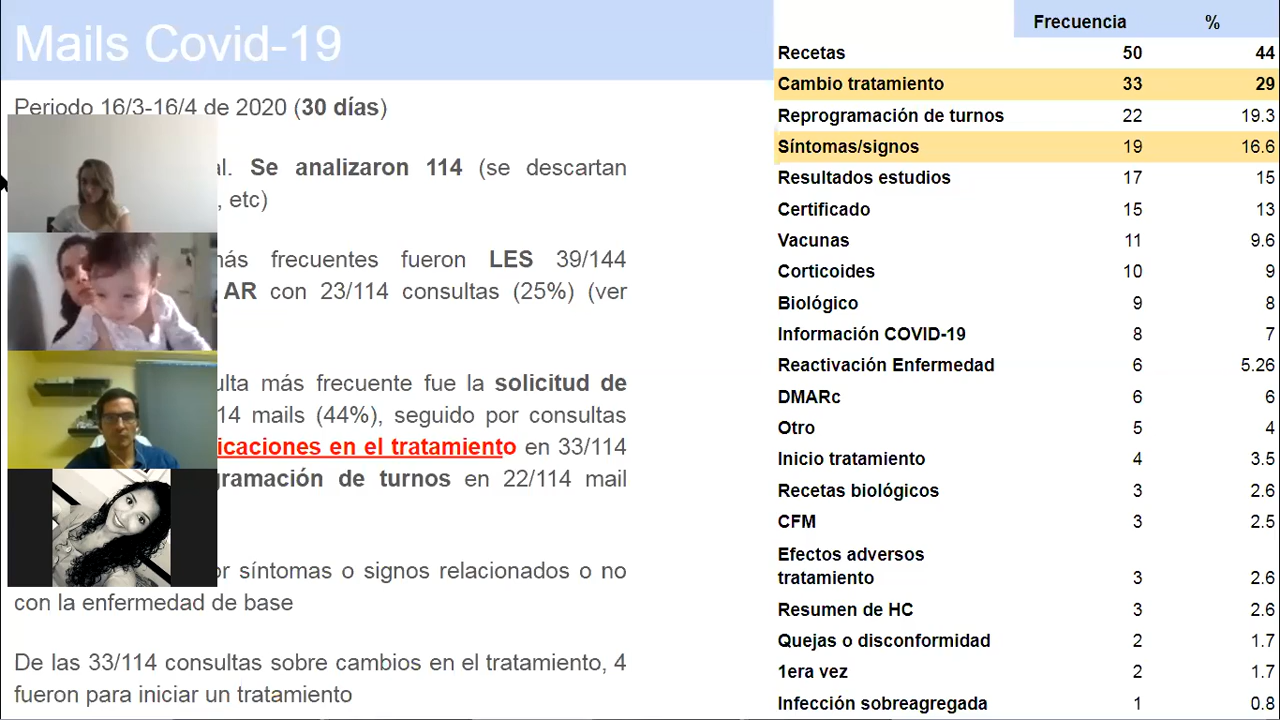 Mails Covid-19
Periodo 16/3-16/4 de 2020 (30 días)
Se analizaron 114 (se descartan
, etc)
más frecuentes fueron LES 39/144
AR con 23/114 consultas (25%) (ver
más frecuente fue la solicitud de
14 mails (44%), seguido por consultas
icaciones en el tratamiento en 33/114
gramación de turnos en 22/114 mail
síntomas o signos relacionados o no
con la enfermedad de base
De las 33/114 consultas sobre cambios en el tratamiento, 4
fueron para iniciar un tratamiento
Frecuencia %
Recetas 50 44
Cambio tratamiento 33 29
Reprogramación de turnos 22 19.3
Síntomas/signos 19 16.6
Resultados estudios 17 15
Certificado 15 13
Vacunas 11 9.6
Corticoides 10 9
Biológico 9 8
Información COVID-19 8 7
Reactivación Enfermedad 6 5.26
DMARc 6 6
Otro 5 4
Inicio tratamiento 4 3.5
Recetas biológicos 3 2.6
CFM 3 2.5
Efectos adversos
tratamiento 3 2.6
Resumen de HC 3 2.6
Quejas o disconformidad 2 1.7
1era vez 2 1.7
Infección sobreagregada 1 0.8